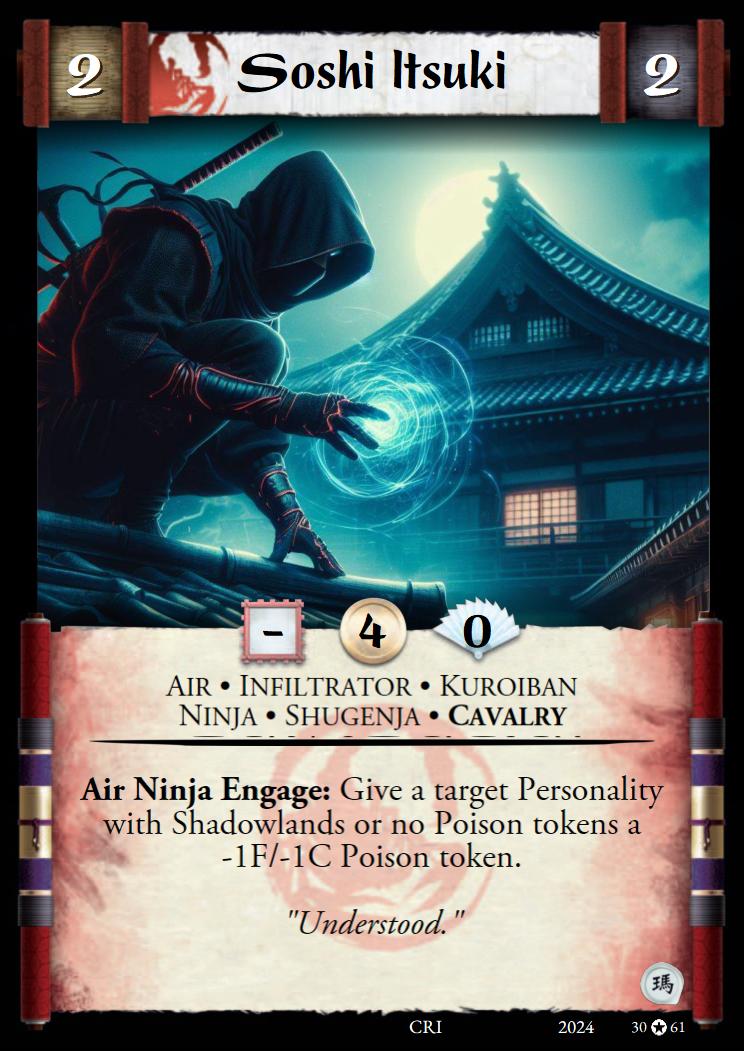 2 Soshi Itsuki 2
- 4 0
AIR • INFILTRATOR • KUROIBAN
NINJA • SHUGENJA • CAVALRY
Air Ninja Engage: Give a target Personality
with Shadowlands or no Poison tokens a
-1F/-1C Poison token.
"Understood."
瑪
CRI 2024 30 61